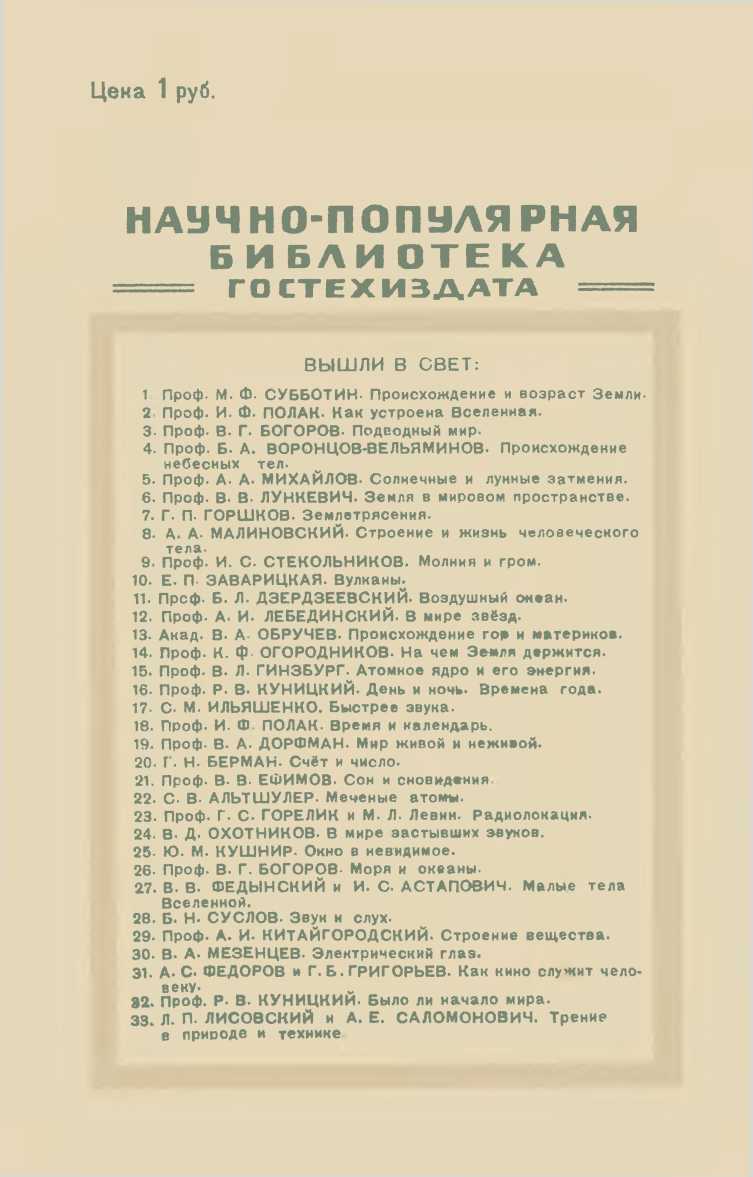 Цена 1 руб.
НАУЧНО-ПОПУЛЯРНАЯ
БИБЛИОТЕКА
ГОСТЕХИЗДАТА
ВЫШЛИ В СВЕТ:
1 Проф. М. Ф. СУББОТИН. Происхождение и возраст Земли.
2. Проф. И. Ф. ПОЛАК. Как устроена Вселенная.
3. Проф. В. Г. БОГОРОВ. Подводный мир.
4. Проф. Б. А. ВОРОНЦОВ-ВЕЛЬЯМИНОВ. Происхождение
небесных тел.
5. Проф. А. А. МИХАЙЛОВ. Солнечные и лунные затмения.
6. Проф. В. В. ЛУНКЕВИЧ. Земля в мировом пространстве.
7. Г. П. ГОРШКОВ. Землетрясения.
8. А. А. МАЛИНОВСКИЙ. Строение и жизнь человеческого
тела.
9. Проф. И. С. СТЕКОЛЬНИКОВ. Молния и гром.
10. Е. П. ЗАВАРИЦКАЯ. Вулканы.
11. Проф. Б. Л. ДЗЕРДЗЕЕВСКИЙ. Воздушный океан.
12. Проф. А. И. ЛЕБЕДИНСКИЙ. В мире звёзд.
13. Акад. В. А. ОБРУЧЕВ. Происхождение гор и материков.
14. Проф. К. Ф. ОГОРОДНИКОВ. На чем Земля держится.
15. Проф. В. Л. ГИНЗБУРГ. Атомное ядро и его энергия.
16. Проф. Р. В. КУНИЦКИЙ. День и ночь. Времена года.
17. С. М. ИЛЬЯШЕНКО. Быстрее звука.
18. Проф. И. Ф. ПОЛАК. Время и календарь.
19. Проф. В. А. ДОРФМАН. Мир живой и неживой.
20. Г. Н. БЕРМАН. Счёт и число.
21. Проф. В. В. ЕФИМОВ. Сон и сновидения.
22. С. В. АЛЬТШУЛЕР. Меченые атомы.
23. Проф. Г. С. ГОРЕЛИК и М. Л. Левин. Радиолокация.
24. В. Д. ОХОТНИКОВ. В мире застывших звуков.
25. Ю. М. КУШНИР. Окно в невидимое.
26. Проф. В. Г. БОГОРОВ. Моря и океаны.
27. В. В. ФЕДЫНСКИЙ и И. С. АСТАПОВИЧ. Малые тела
Вселенной.
28. Б. Н. СУСЛОВ. Звук и слух.
29. Проф. А. И. КИТАЙГОРОДСКИЙ. Строение вещества.
30. В. А. МЕЗЕНЦЕВ. Электрический глаз.
31. А. С. ФЕДОРОВ и Г. Б. ГРИГОРЬЕВ. Как кино служит чело-
веку.
32. Проф. Р. В. КУНИЦКИЙ. Было ли начало мира.
33. Л. П. ЛИСОВСКИЙ и А. Е. САЛОМОНОВИЧ. Трение
в природе и технике.